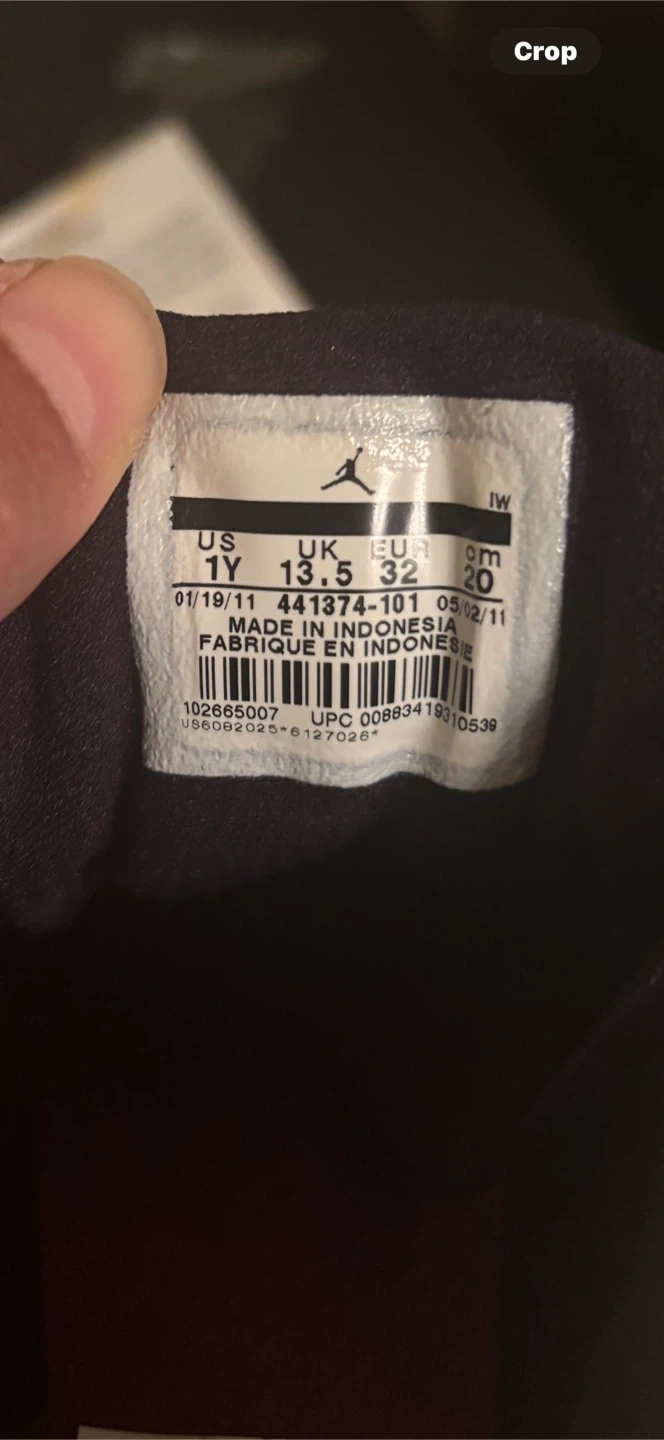 Crop
IW
US UK EUR cm
1Y 13.5 32 20
01/19/11 441374-101 05/02/11
MADE IN INDONESIA
FABRIQUE EN INDONESIE
102665007 UPC 00883419310539
US6082025*6127026*